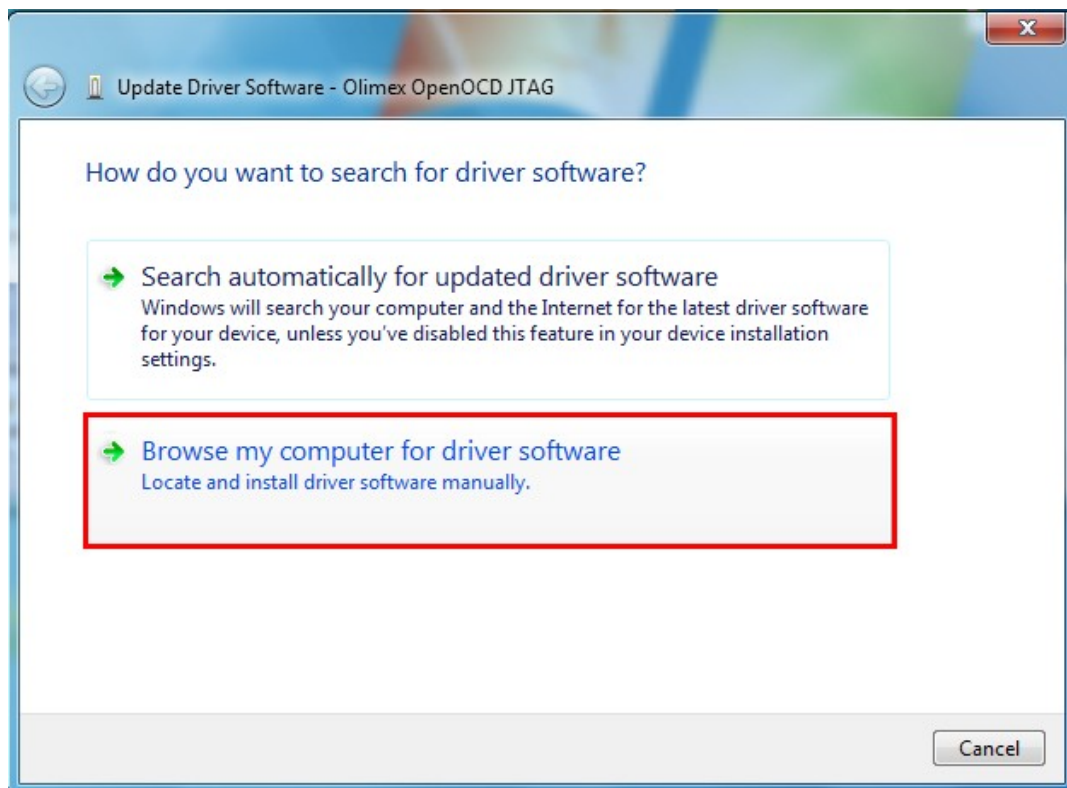 Update Driver Software - Olimex OpenOCD JTAG
How do you want to search for driver software?
Search automatically for updated driver software
Windows will search your computer and the Internet for the latest driver software
for your device, unless you've disabled this feature in your device installation
settings.
Browse my computer for driver software
Locate and install driver software manually.
Cancel